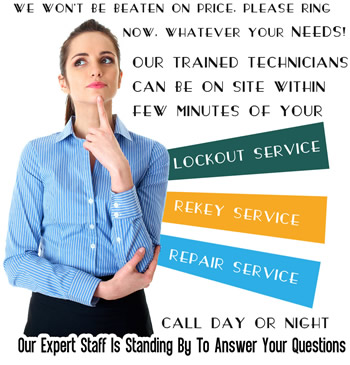 WE WON'T BE BEATEN ON PRICE, PLEASE RING
NOW, WHATEVER YOUR NEEDS!
OUR TRAINED TECHNICIANS
CAN BE ON SITE WITHIN
FEW MINUTES OF YOUR
LOCKOUT SERVICE
REKEY SERVICE
REPAIR SERVICE
CALL DAY OR NIGHT
Our Expert Staff Is Standing By To Answer Your Questions